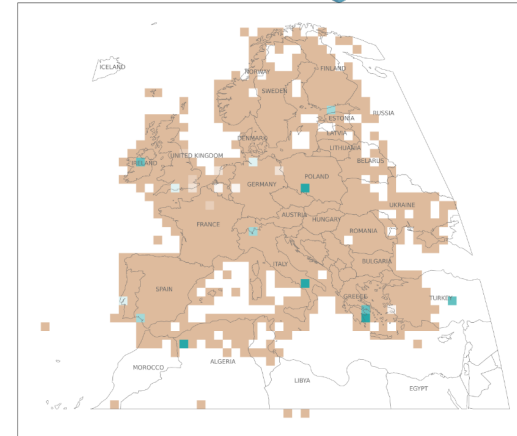 ICELAND
NORWAY
FINLAND
SWEDEN
RUSSIA
ESTONIA
LATVIA
DENMARK
LITHUANIA
UNITED KINGDOM
IRELAND
BELARUS
POLAND
GERMANY
UKRAINE
FRANCE
AUSTRIA
HUNGARY
ROMANIA
ITALY
BULGARIA
SPAIN
GREECE
TURKEY
MOROCCO
ALGERIA
LIBYA
EGYPT